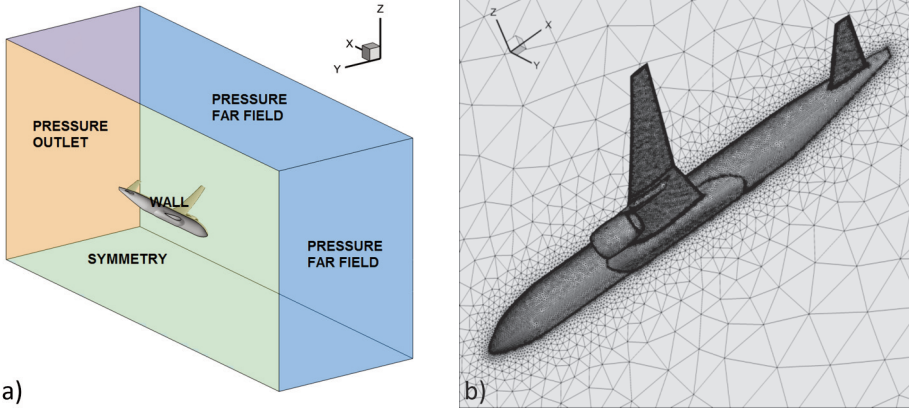 Z
X
Y
PRESSURE
FAR FIELD
PRESSURE
OUTLET
WALL
PRESSURE
FAR FIELD
SYMMETRY
a)
Z
X
Y
b)